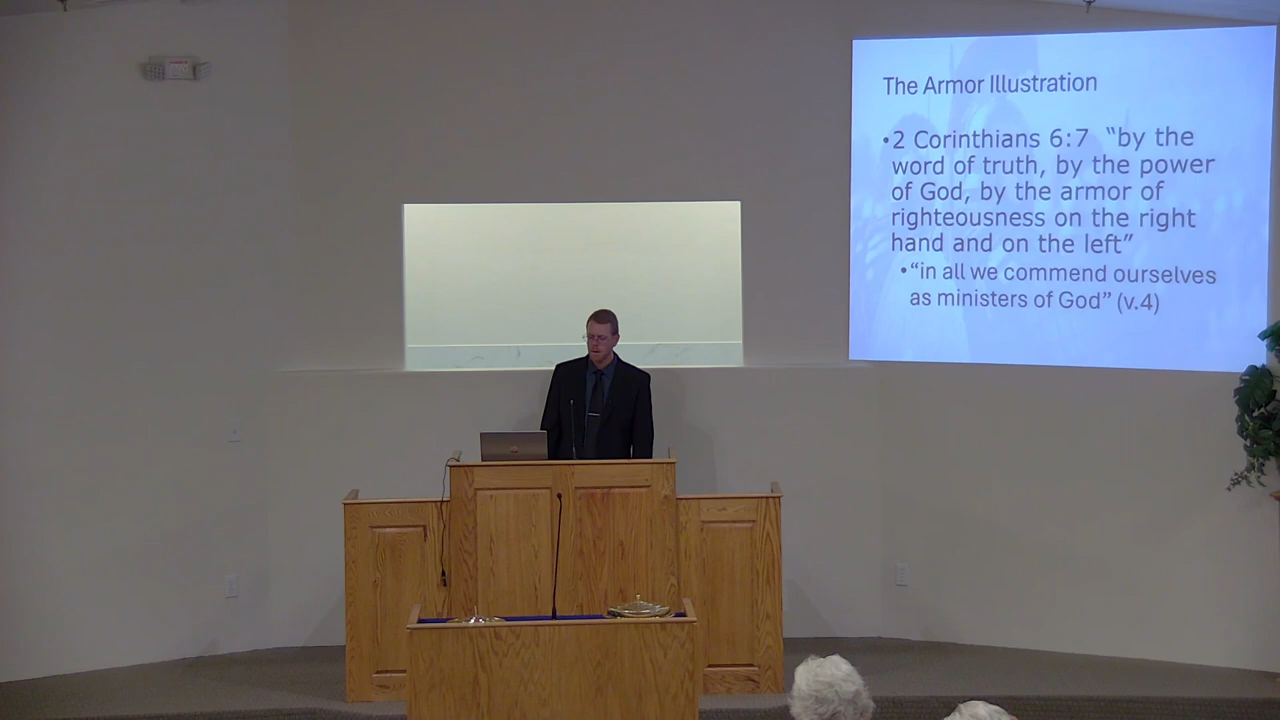 The Armor Illustration
•2 Corinthians 6:7 “by the
word of truth, by the power
of God, by the armor of
righteousness on the right
hand and on the left”
•“in all we commend ourselves
as ministers of God” (v.4)